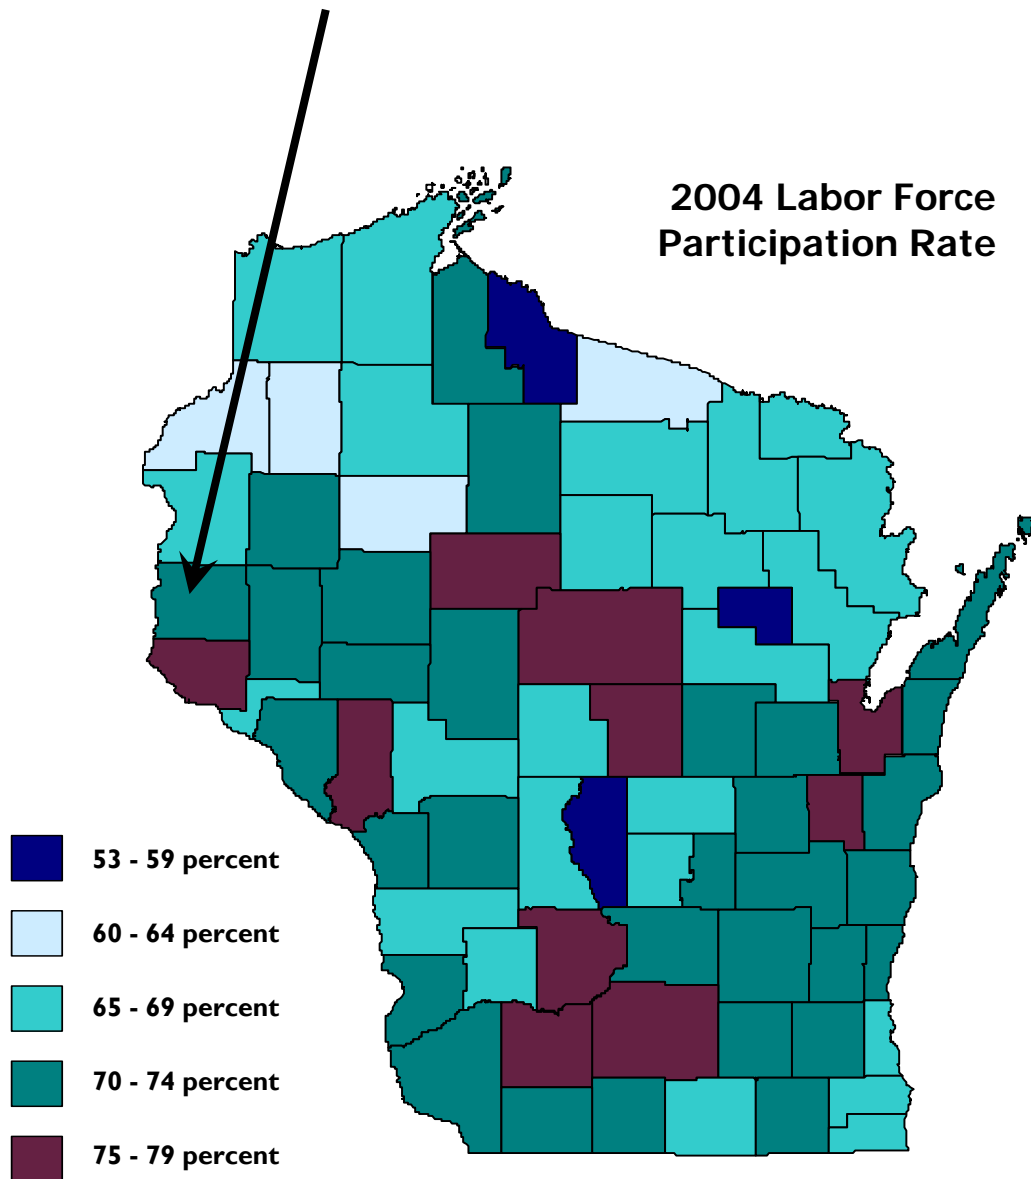 2004 Labor Force
Participation Rate
53 - 59 percent
60 - 64 percent
65 - 69 percent
70 - 74 percent
75 - 79 percent